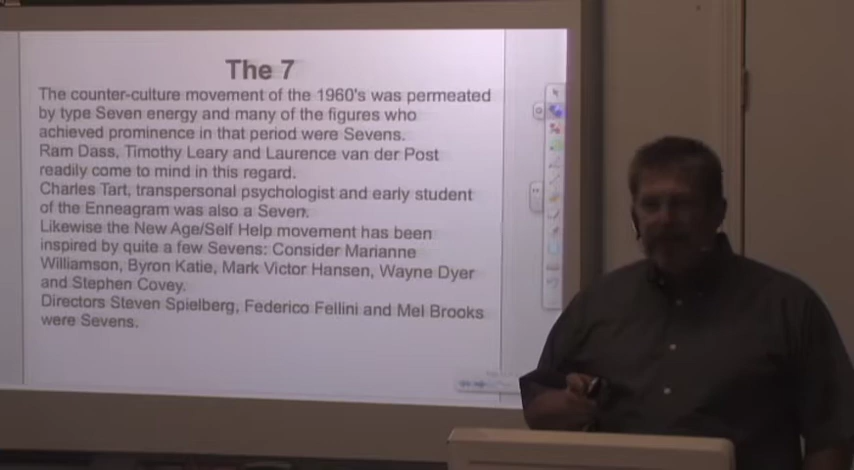 The 7
The counter-culture movement of the 1960's was permeated
by type Seven energy and many of the figures who
achieved prominence in that period were Sevens.
Ram Dass, Timothy Leary and Laurence van der Post
readily come to mind in this regard.
Charles Tart, transpersonal psychologist and early student
of the Enneagram was also a Seven.
Likewise the New Age/Self Help movement has been
inspired by quite a few Sevens: Consider Marianne
Williamson, Byron Katie, Mark Victor Hansen, Wayne Dyer
and Stephen Covey.
Directors Steven Spielberg, Federico Fellini and Mel Brooks
were Sevens.